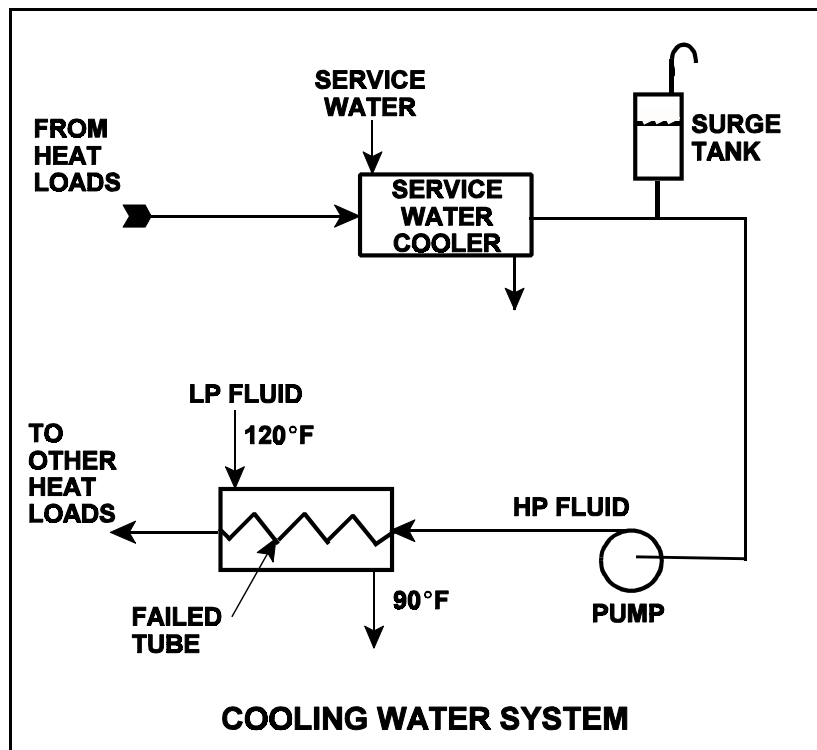 SERVICE
WATER
FROM
HEAT
LOADS
SERVICE
WATER
COOLER
SURGE
TANK
LP FLUID
120°F
TO
OTHER
HEAT
LOADS
HP FLUID
90°F
FAILED
TUBE
PUMP
COOLING WATER SYSTEM